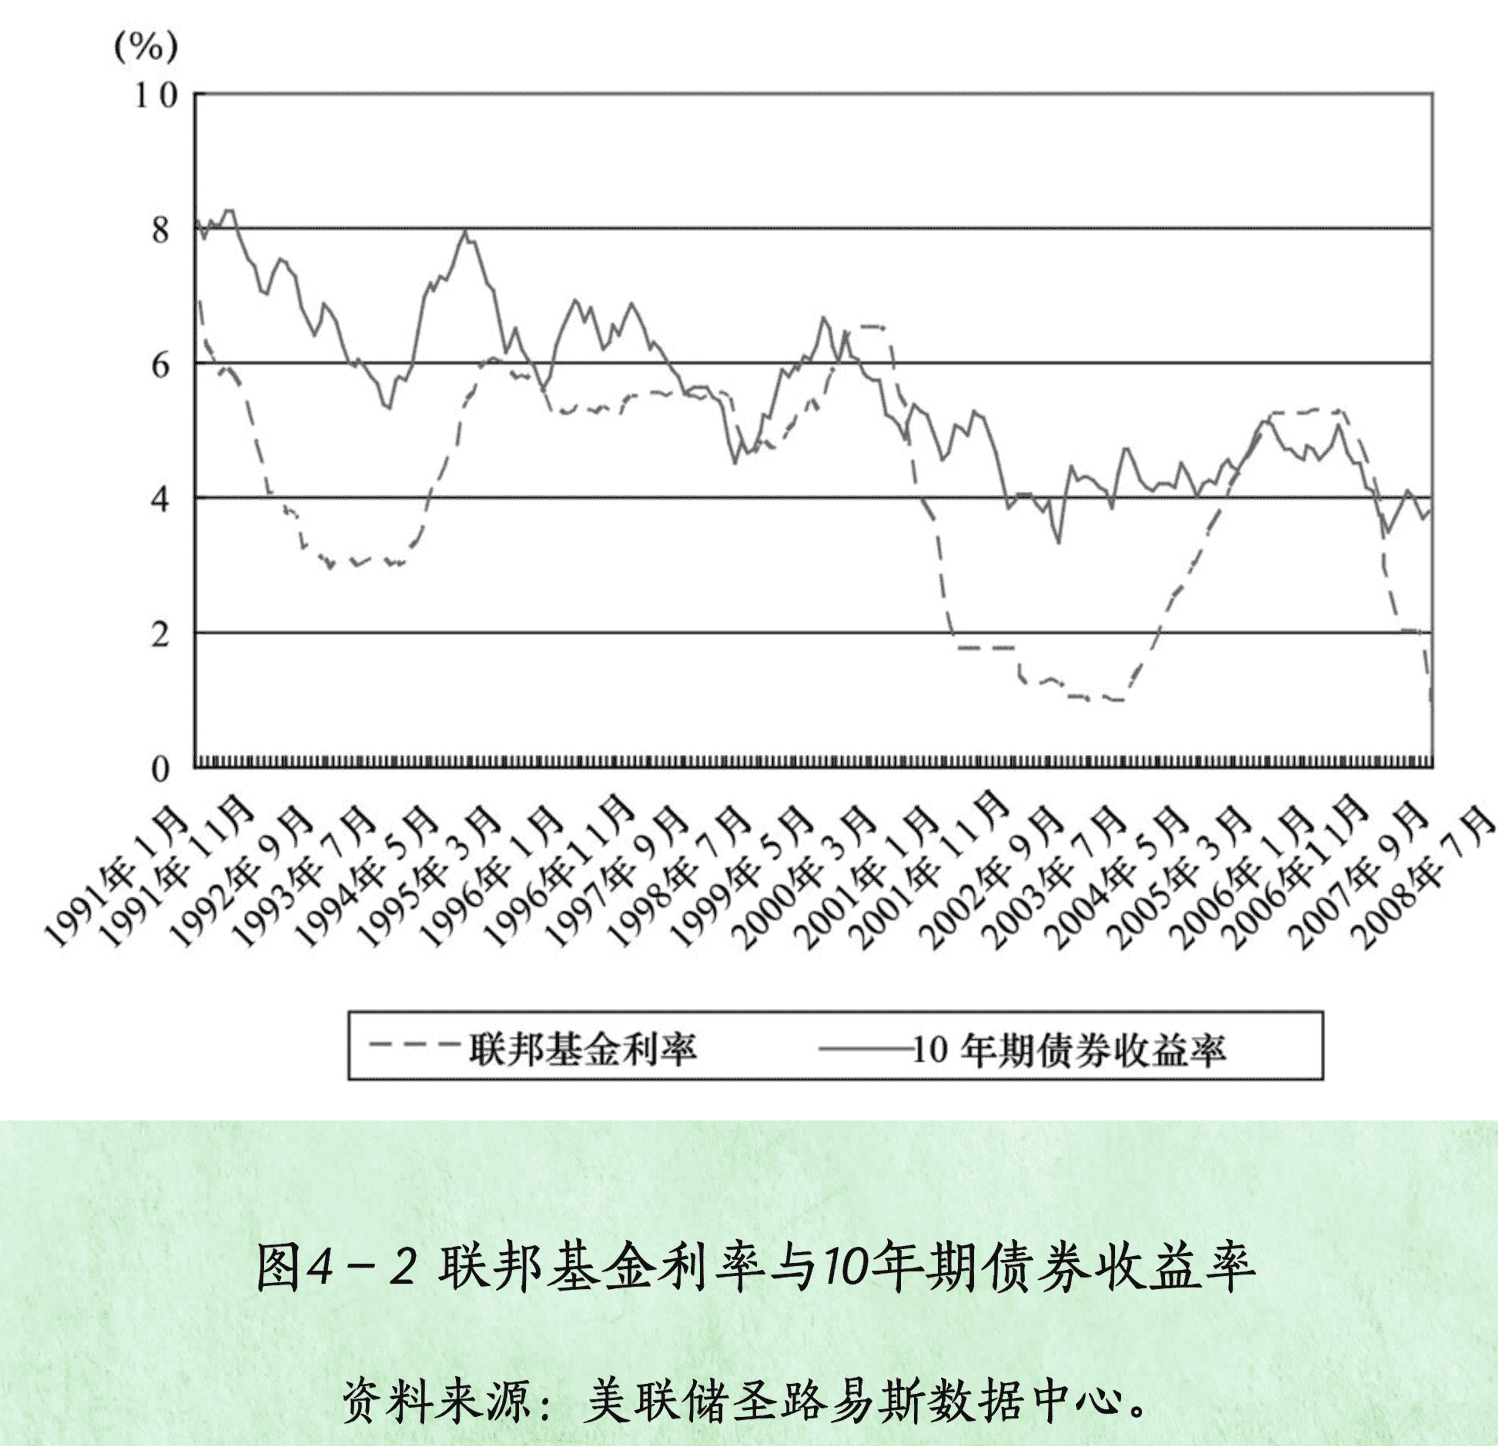 (%)
10
8
6
4
2
0
1991年1月
1991年11月
1992年9月
1993年7月
1994年5月
1995年3月
1996年1月
1996年11月
1997年9月
1998年7月
1999年5月
2000年3月
2001年1月
2001年11月
2002年9月
2003年7月
2004年5月
2005年3月
2006年1月
2006年11月
2007年9月
2008年7月
联邦基金利率 10 年期债券收益率
图4-2 联邦基金利率与10年期债券收益率
资料来源：美联储圣路易斯数据中心。